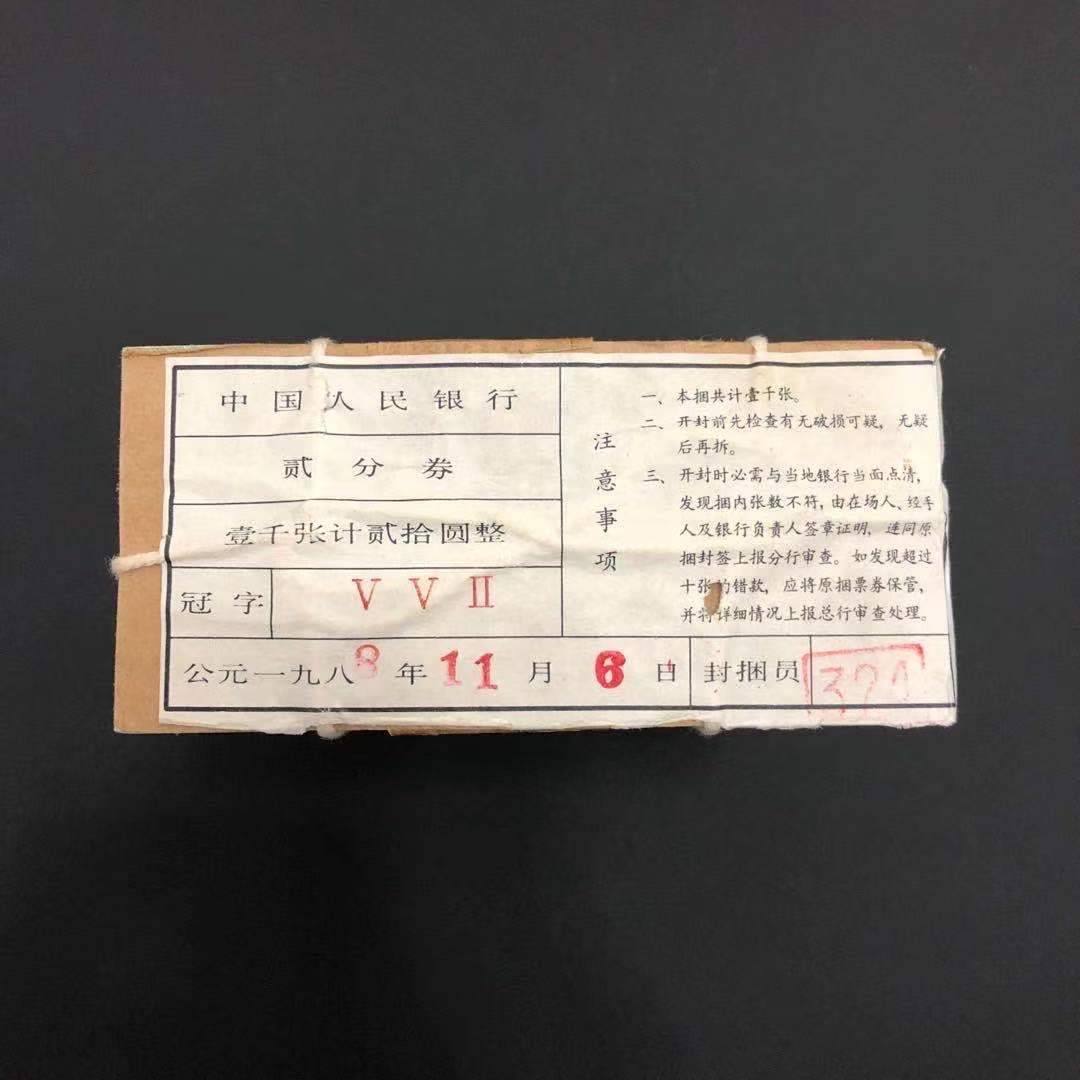 中国人民银行
贰分券
壹千张计贰拾圆整
冠字 V V II
公元一九八8年11月6日 封捆员
注意事项
一、本捆共计壹千张。
二、开封前先检查有无破损可疑，无疑
后再拆。
三、开封时必需与当地银行当面点清，
发现捆内张数不符，由在场人、经手
人及银行负责人签章证明，连同原
捆封签上报分行审查。如发现超过
十张的错款，应将原捆票券保管，
并将详细情况上报总行审查处理。